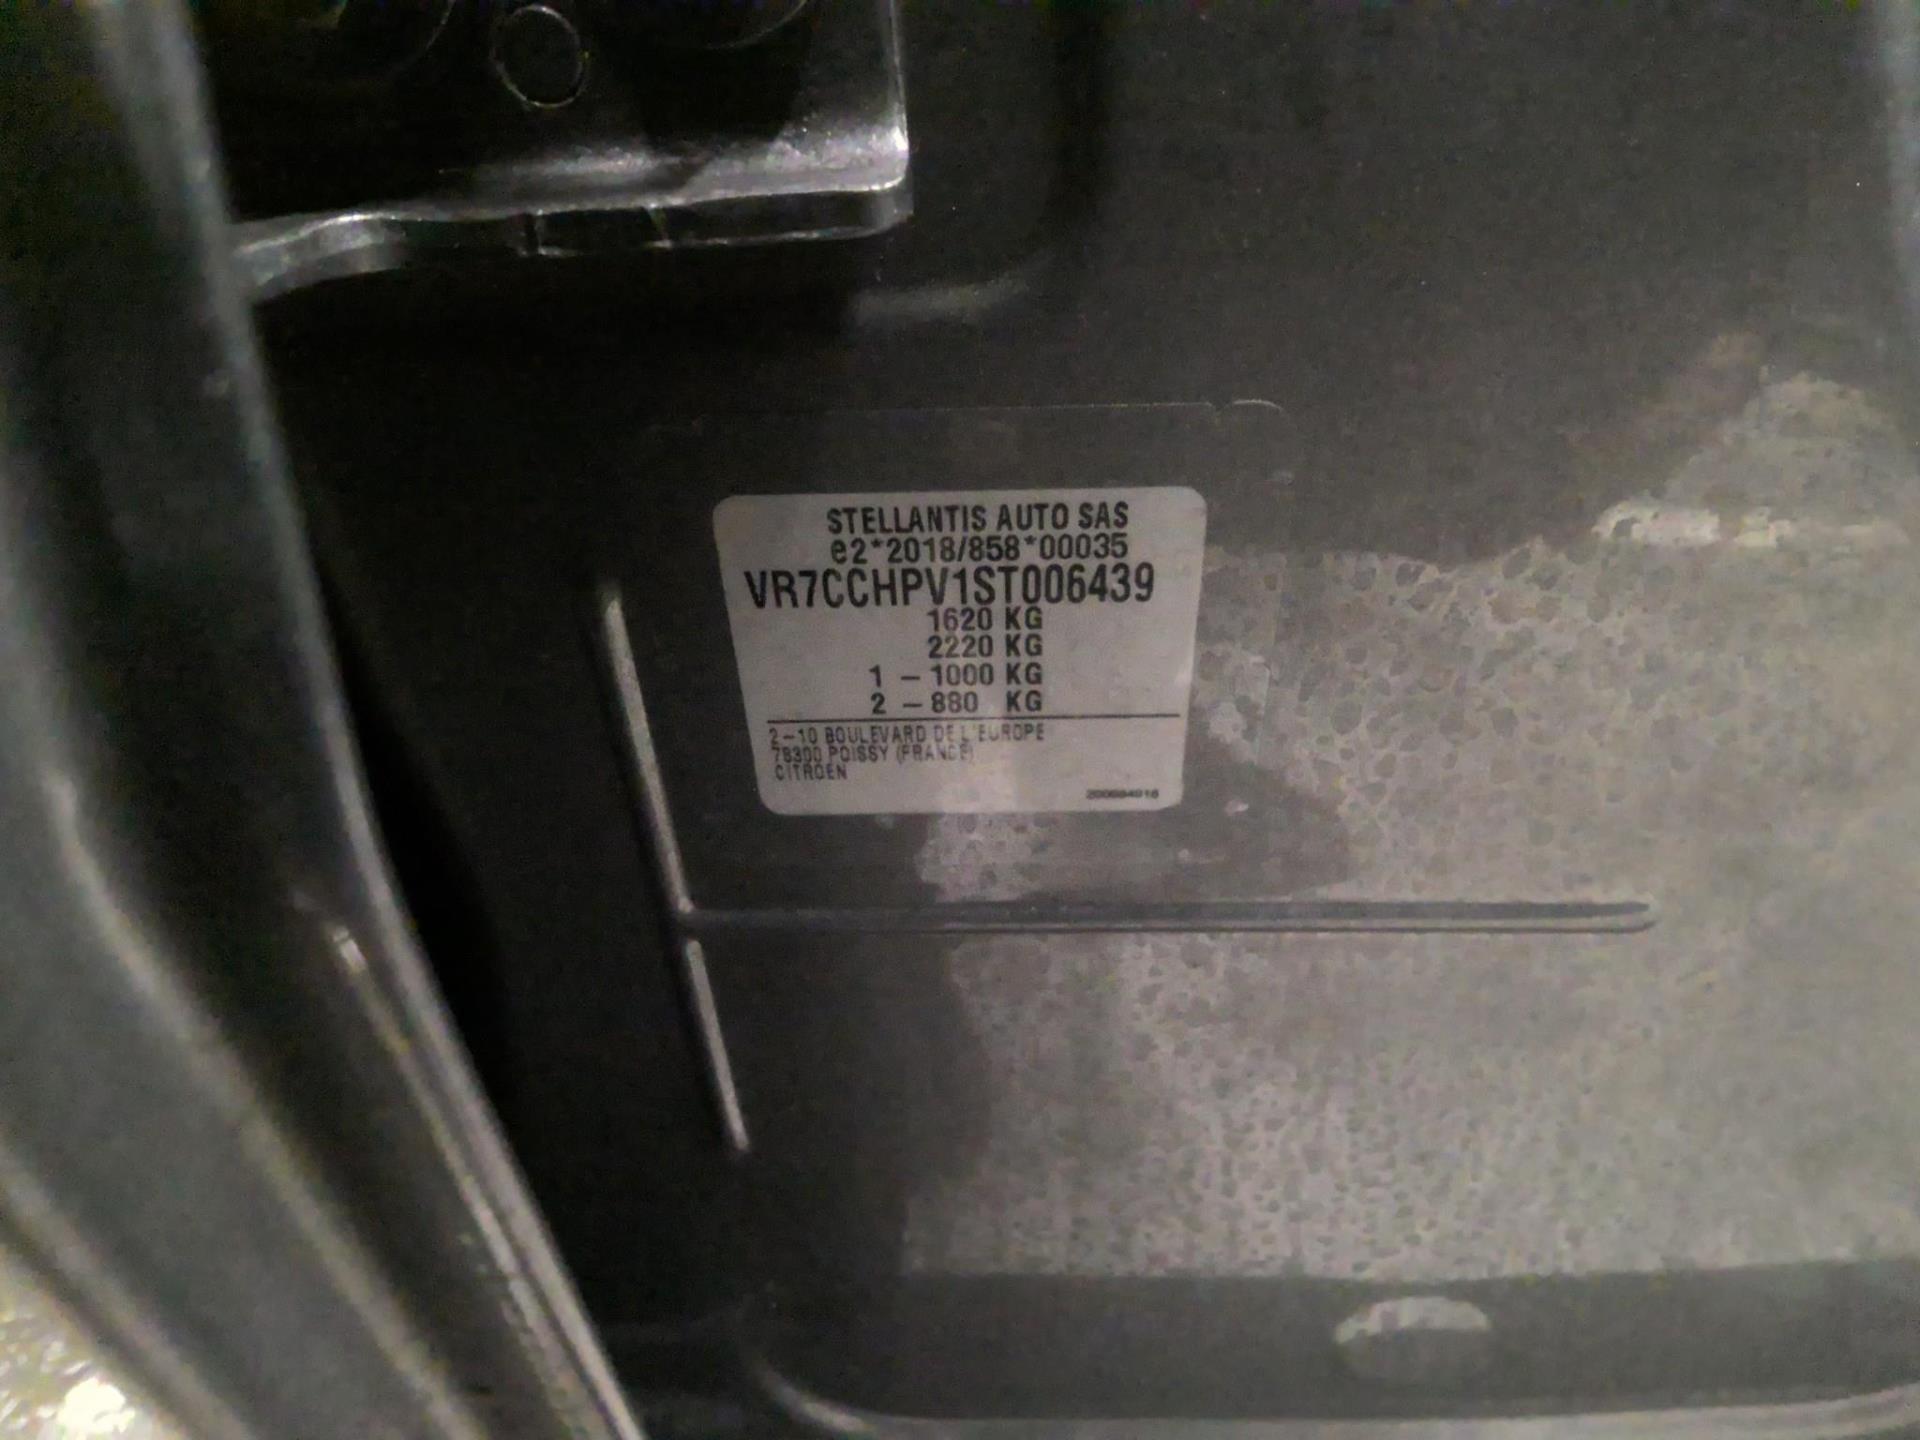 STELLANTIS AUTO SAS
e2*2018/858*00035
VR7CCHPV1ST006439
1620 KG
2220 KG
1 - 1000 KG
2 - 880 KG
2-10 BOULEVARD DE L'EUROPE
78300 POISSY (FRANCE)
CITROEN